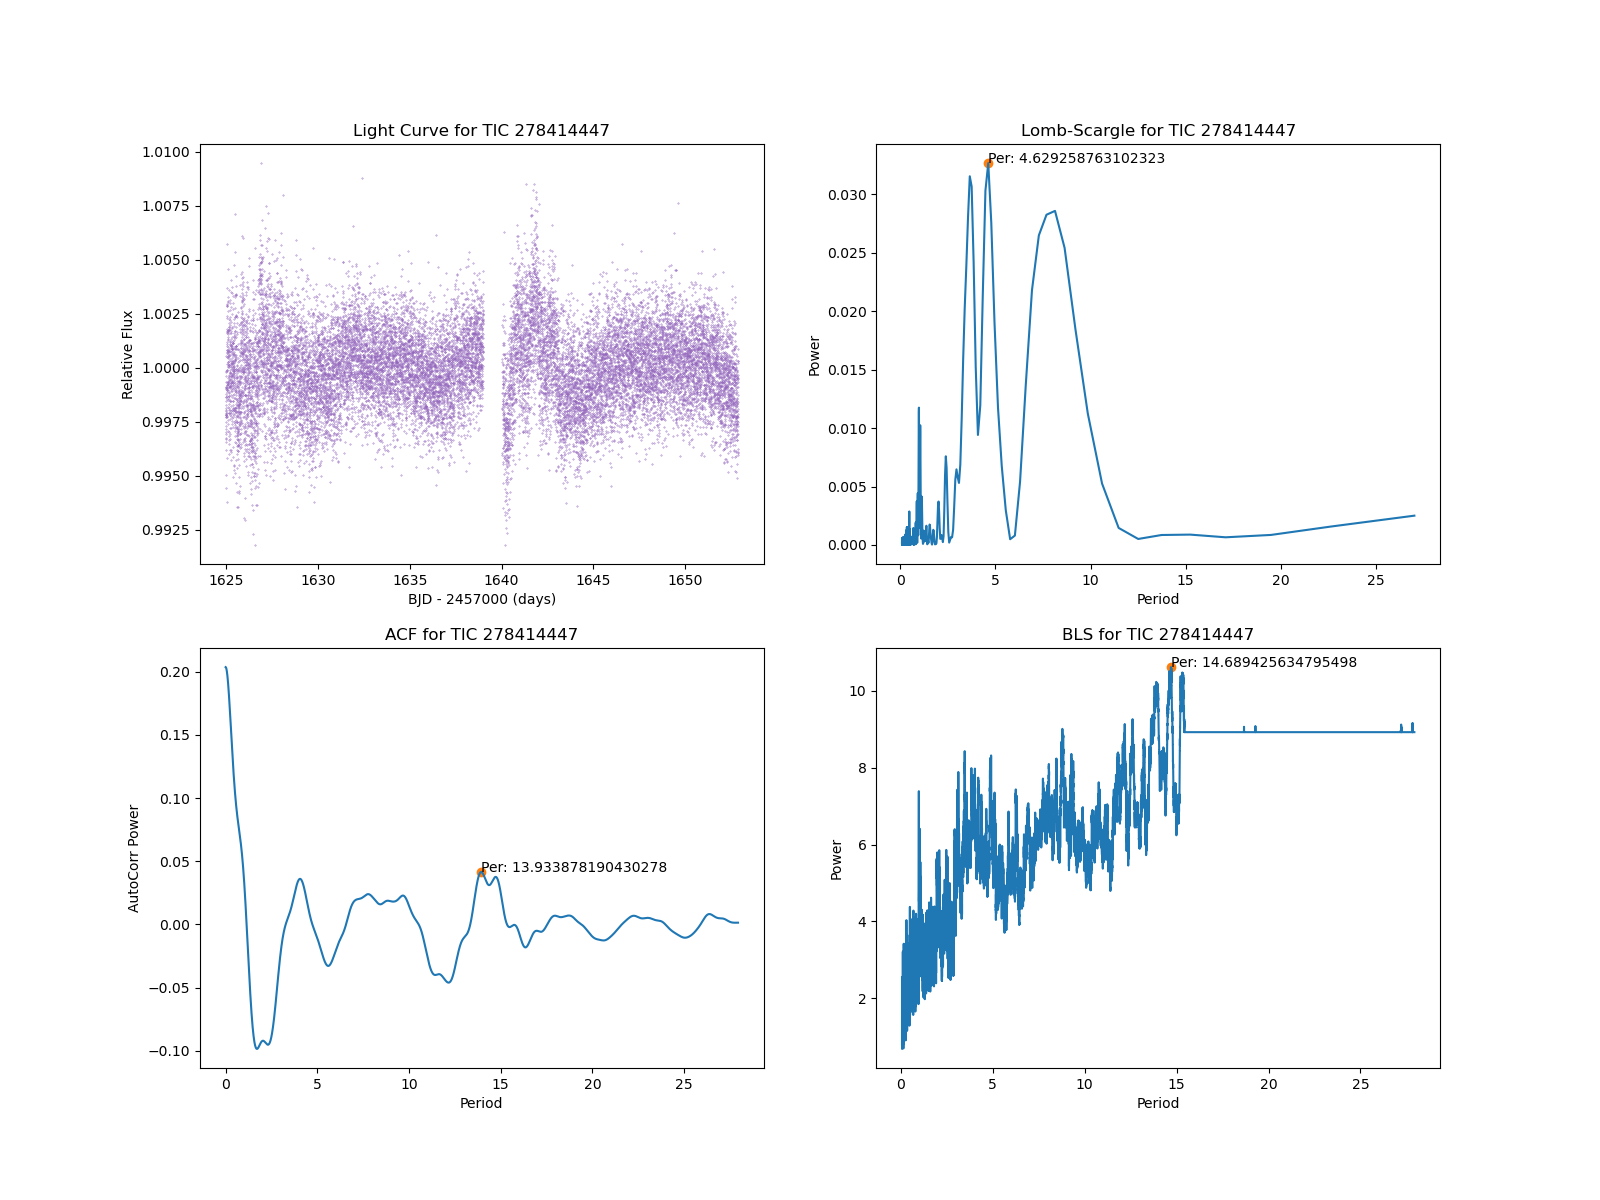 Light Curve for TIC 278414447
1.0100
1.0075
1.0050
1.0025
1.0000
0.9975
0.9950
0.9925
Relative Flux
1625 1630 1635 1640 1645 1650
BJD - 2457000 (days)
Lomb-Scargle for TIC 278414447
Per: 4.629258763102323
0.030
0.025
0.020
0.015
0.010
0.005
0.000
Power
0 5 10 15 20 25
Period
ACF for TIC 278414447
0.20
0.15
0.10
0.05
0.00
−0.05
−0.10
AutoCorr Power
Per: 13.933878190430278
0 5 10 15 20 25
Period
BLS for TIC 278414447
Per: 14.689425634795498
10
8
6
4
2
Power
0 5 10 15 20 25
Period